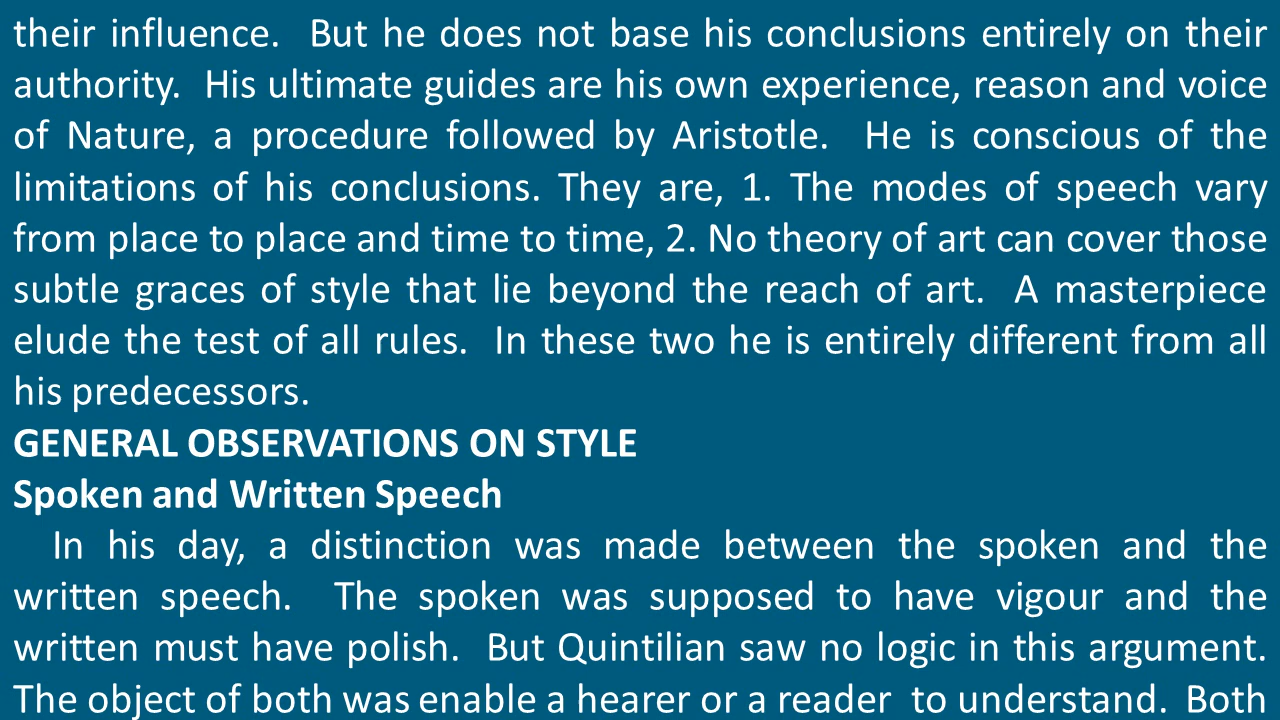 their influence. But he does not base his conclusions entirely on their
authority. His ultimate guides are his own experience, reason and voice
of Nature, a procedure followed by Aristotle. He is conscious of the
limitations of his conclusions. They are, 1. The modes of speech vary
from place to place and time to time, 2. No theory of art can cover those
subtle graces of style that lie beyond the reach of art. A masterpiece
elude the test of all rules. In these two he is entirely different from all
his predecessors.
GENERAL OBSERVATIONS ON STYLE
Spoken and Written Speech
In his day, a distinction was made between the spoken and the
written speech. The spoken was supposed to have vigour and the
written must have polish. But Quintilian saw no logic in this argument.
The object of both was enable a hearer or a reader to understand. Both